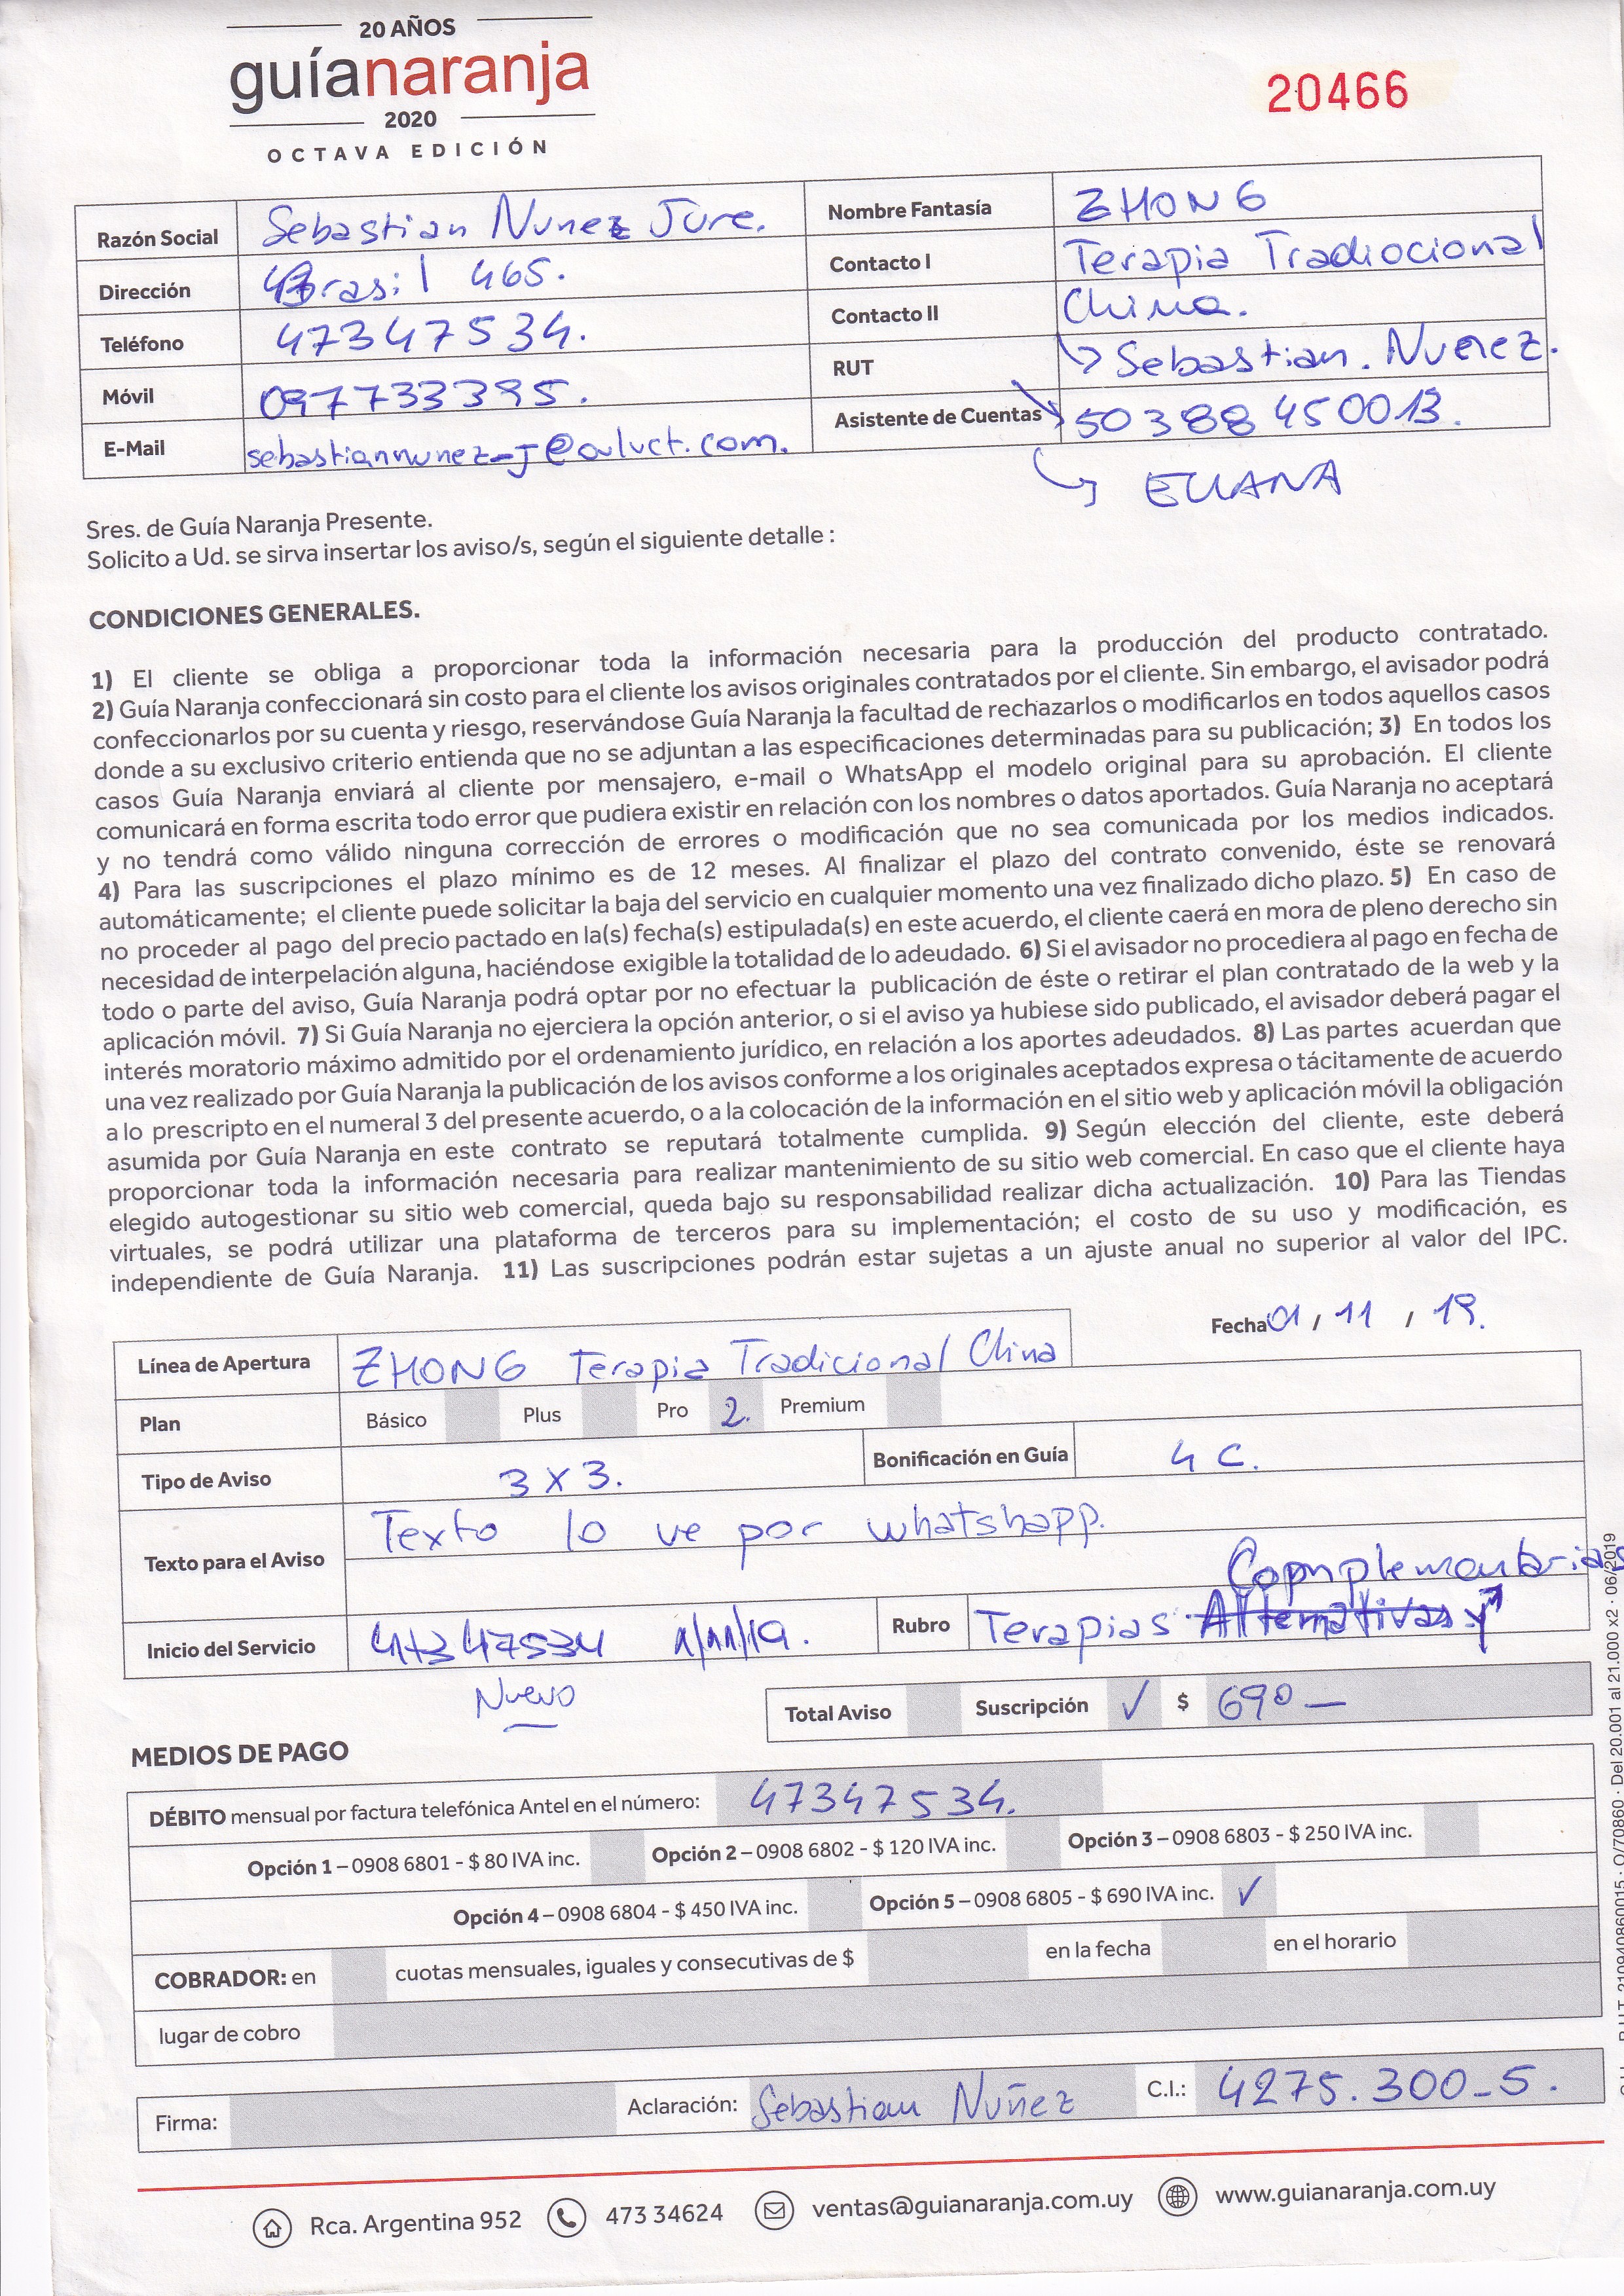 20 AÑOS
guíanaranja
2020
OCTAVA EDICIÓN
20466
Razón Social Sebastian Nunez Jure.
Nombre Fantasía ZHONG
Dirección Brasil 465.
Contacto I Terapia Tradiocional
Teléfono 47347534.
Contacto II China.
Móvil 097733395.
RUT → Sebastian. Nunez.
E-Mail
Asistente de Cuentas 50388450013.
ELIANA
Sres. de Guía Naranja Presente.
Solicito a Ud. se sirva insertar los aviso/s, según el siguiente detalle :
CONDICIONES GENERALES.
1) El cliente se obliga a proporcionar toda la información necesaria para la producción del producto contratado.
2) Guía Naranja confeccionará sin costo para el cliente los avisos originales contratados por el cliente. Sin embargo, el avisador podrá
confeccionarlos por su cuenta y riesgo, reservándose Guía Naranja la facultad de rechazarlos o modificarlos en todos aquellos casos
donde a su exclusivo criterio entienda que no se adjuntan a las especificaciones determinadas para su publicación; 3) En todos los
casos Guía Naranja enviará al cliente por mensajero, e-mail o WhatsApp el modelo original para su aprobación. El cliente
comunicará en forma escrita todo error que pudiera existir en relación con los nombres o datos aportados. Guía Naranja no aceptará
y no tendrá como válido ninguna corrección de errores o modificación que no sea comunicada por los medios indicados.
4) Para las suscripciones el plazo mínimo es de 12 meses. Al finalizar el plazo del contrato convenido, éste se renovará
automáticamente; el cliente puede solicitar la baja del servicio en cualquier momento una vez finalizado dicho plazo. 5) En caso de
no proceder al pago del precio pactado en la(s) fecha(s) estipulada(s) en este acuerdo, el cliente caerá en mora de pleno derecho sin
necesidad de interpelación alguna, haciéndose exigible la totalidad de lo adeudado. 6) Si el avisador no procediera al pago en fecha de
todo o parte del aviso, Guía Naranja podrá optar por no efectuar la publicación de éste o retirar el plan contratado de la web y la
aplicación móvil. 7) Si Guía Naranja no ejerciera la opción anterior, o si el aviso ya hubiese sido publicado, el avisador deberá pagar el
interés moratorio máximo admitido por el ordenamiento jurídico, en relación a los aportes adeudados. 8) Las partes acuerdan que
una vez realizado por Guía Naranja la publicación de los avisos conforme a los originales aceptados expresa o tácitamente de acuerdo
a lo prescripto en el numeral 3 del presente acuerdo, o a la colocación de la información en el sitio web y aplicación móvil la obligación
asumida por Guía Naranja en este contrato se reputará totalmente cumplida. 9) Según elección del cliente, este deberá
proporcionar toda la información necesaria para realizar mantenimiento de su sitio web comercial. En caso que el cliente haya
elegido autogestionar su sitio web comercial, queda bajo su responsabilidad realizar dicha actualización. 10) Para las Tiendas
virtuales, se podrá utilizar una plataforma de terceros para su implementación; el costo de su uso y modificación, es
independiente de Guía Naranja. 11) Las suscripciones podrán estar sujetas a un ajuste anual no superior al valor del IPC.
Fecha 01 / 11 / 19.
Línea de Apertura ZHONG Terapia Tradicional China
Plan Básico Plus Pro 2. Premium
Tipo de Aviso 3 x 3. Bonificación en Guía 4 C.
Texto para el Aviso Texto lo ve por whatshapp.
Complementarias
Inicio del Servicio 47347534 1/11/19. Rubro Terapias Alternativas y
Nuevo
Total Aviso Suscripción ✓ $ 690—
MEDIOS DE PAGO
DÉBITO mensual por factura telefónica Antel en el número: 47347534.
Opción 1 – 0908 6801 - $ 80 IVA inc. Opción 2 – 0908 6802 - $ 120 IVA inc. Opción 3 – 0908 6803 - $ 250 IVA inc.
Opción 4 – 0908 6804 - $ 450 IVA inc. Opción 5 – 0908 6805 - $ 690 IVA inc. ✓
COBRADOR: en cuotas mensuales, iguales y consecutivas de $ en la fecha en el horario
lugar de cobro
Firma: Aclaración: Sebastian Nuñez C.I.: 4275.300-5.
Rca. Argentina 952 473 34624 ventas@guianaranja.com.uy www.guianaranja.com.uy
R.U.T. 210940860015 · O/70860 · Del 20.001 al 21.000 x2 · 06/2019